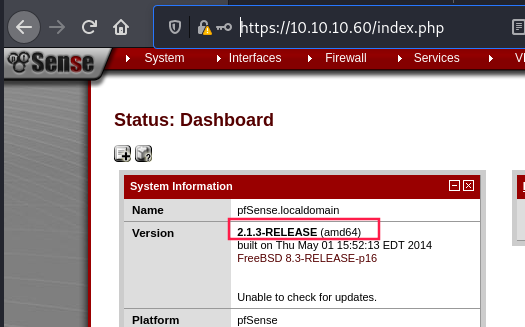 https://10.10.10.60/index.php
Sense
System Interfaces Firewall Services
Status: Dashboard
System Information
Name pfSense.localdomain
Version 2.1.3-RELEASE (amd64)
built on Thu May 01 15:52:13 EDT 2014
FreeBSD 8.3-RELEASE-p16
Unable to check for updates.
Platform pfSense